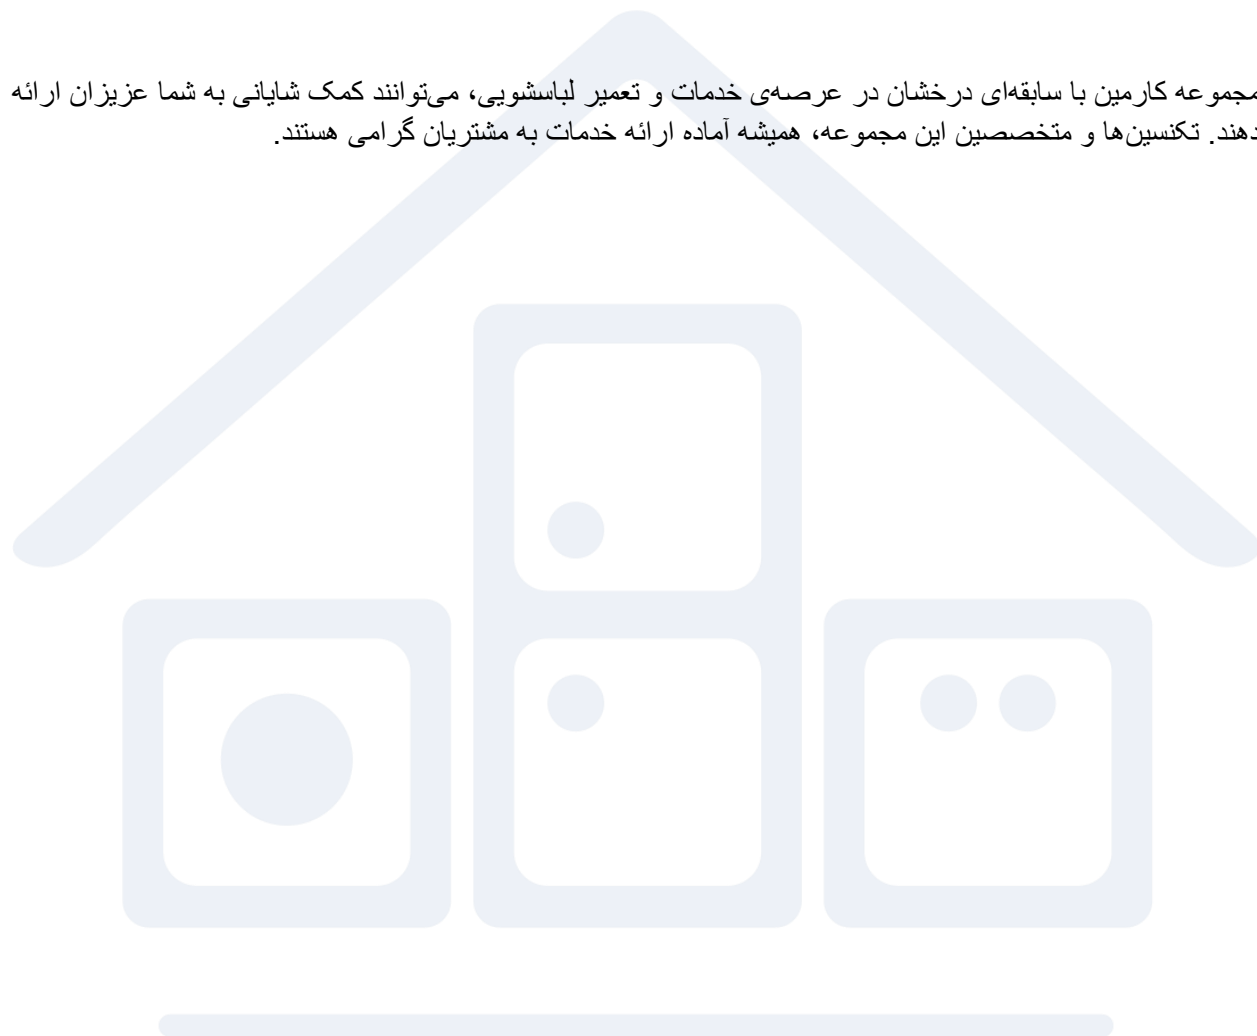 مجموعه کارمین با سابقه‌ای درخشان در عرصه‌ی خدمات و تعمیر لباسشویی، می‌توانند کمک شایانی به شما عزیزان ارائه
دهند. تکنسین‌ها و متخصصین این مجموعه، همیشه آماده ارائه خدمات به مشتریان گرامی هستند.